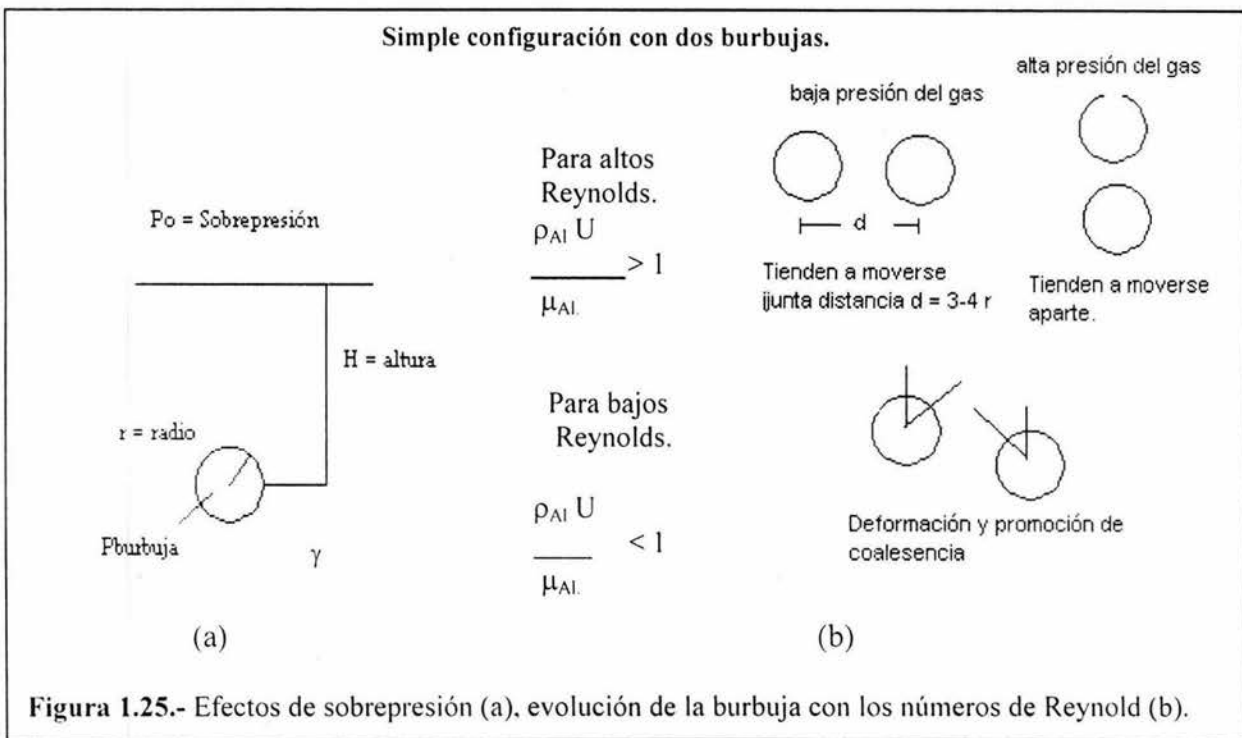 Simple configuración con dos burbujas.
Po = Sobrepresión
H = altura
r = radio
Pburbuja
γ
(a)
Para altos
Reynolds.
ρAl U
> 1
μAl.
Para bajos
Reynolds.
ρAl U
< 1
μAl.
baja presión del gas
d
Tienden a moverse
ijunta distancia d = 3-4 r
alta presión del gas
Tienden a moverse
aparte.
Deformación y promoción de
coalesencia
(b)
Figura 1.25.- Efectos de sobrepresión (a), evolución de la burbuja con los números de Reynold (b).